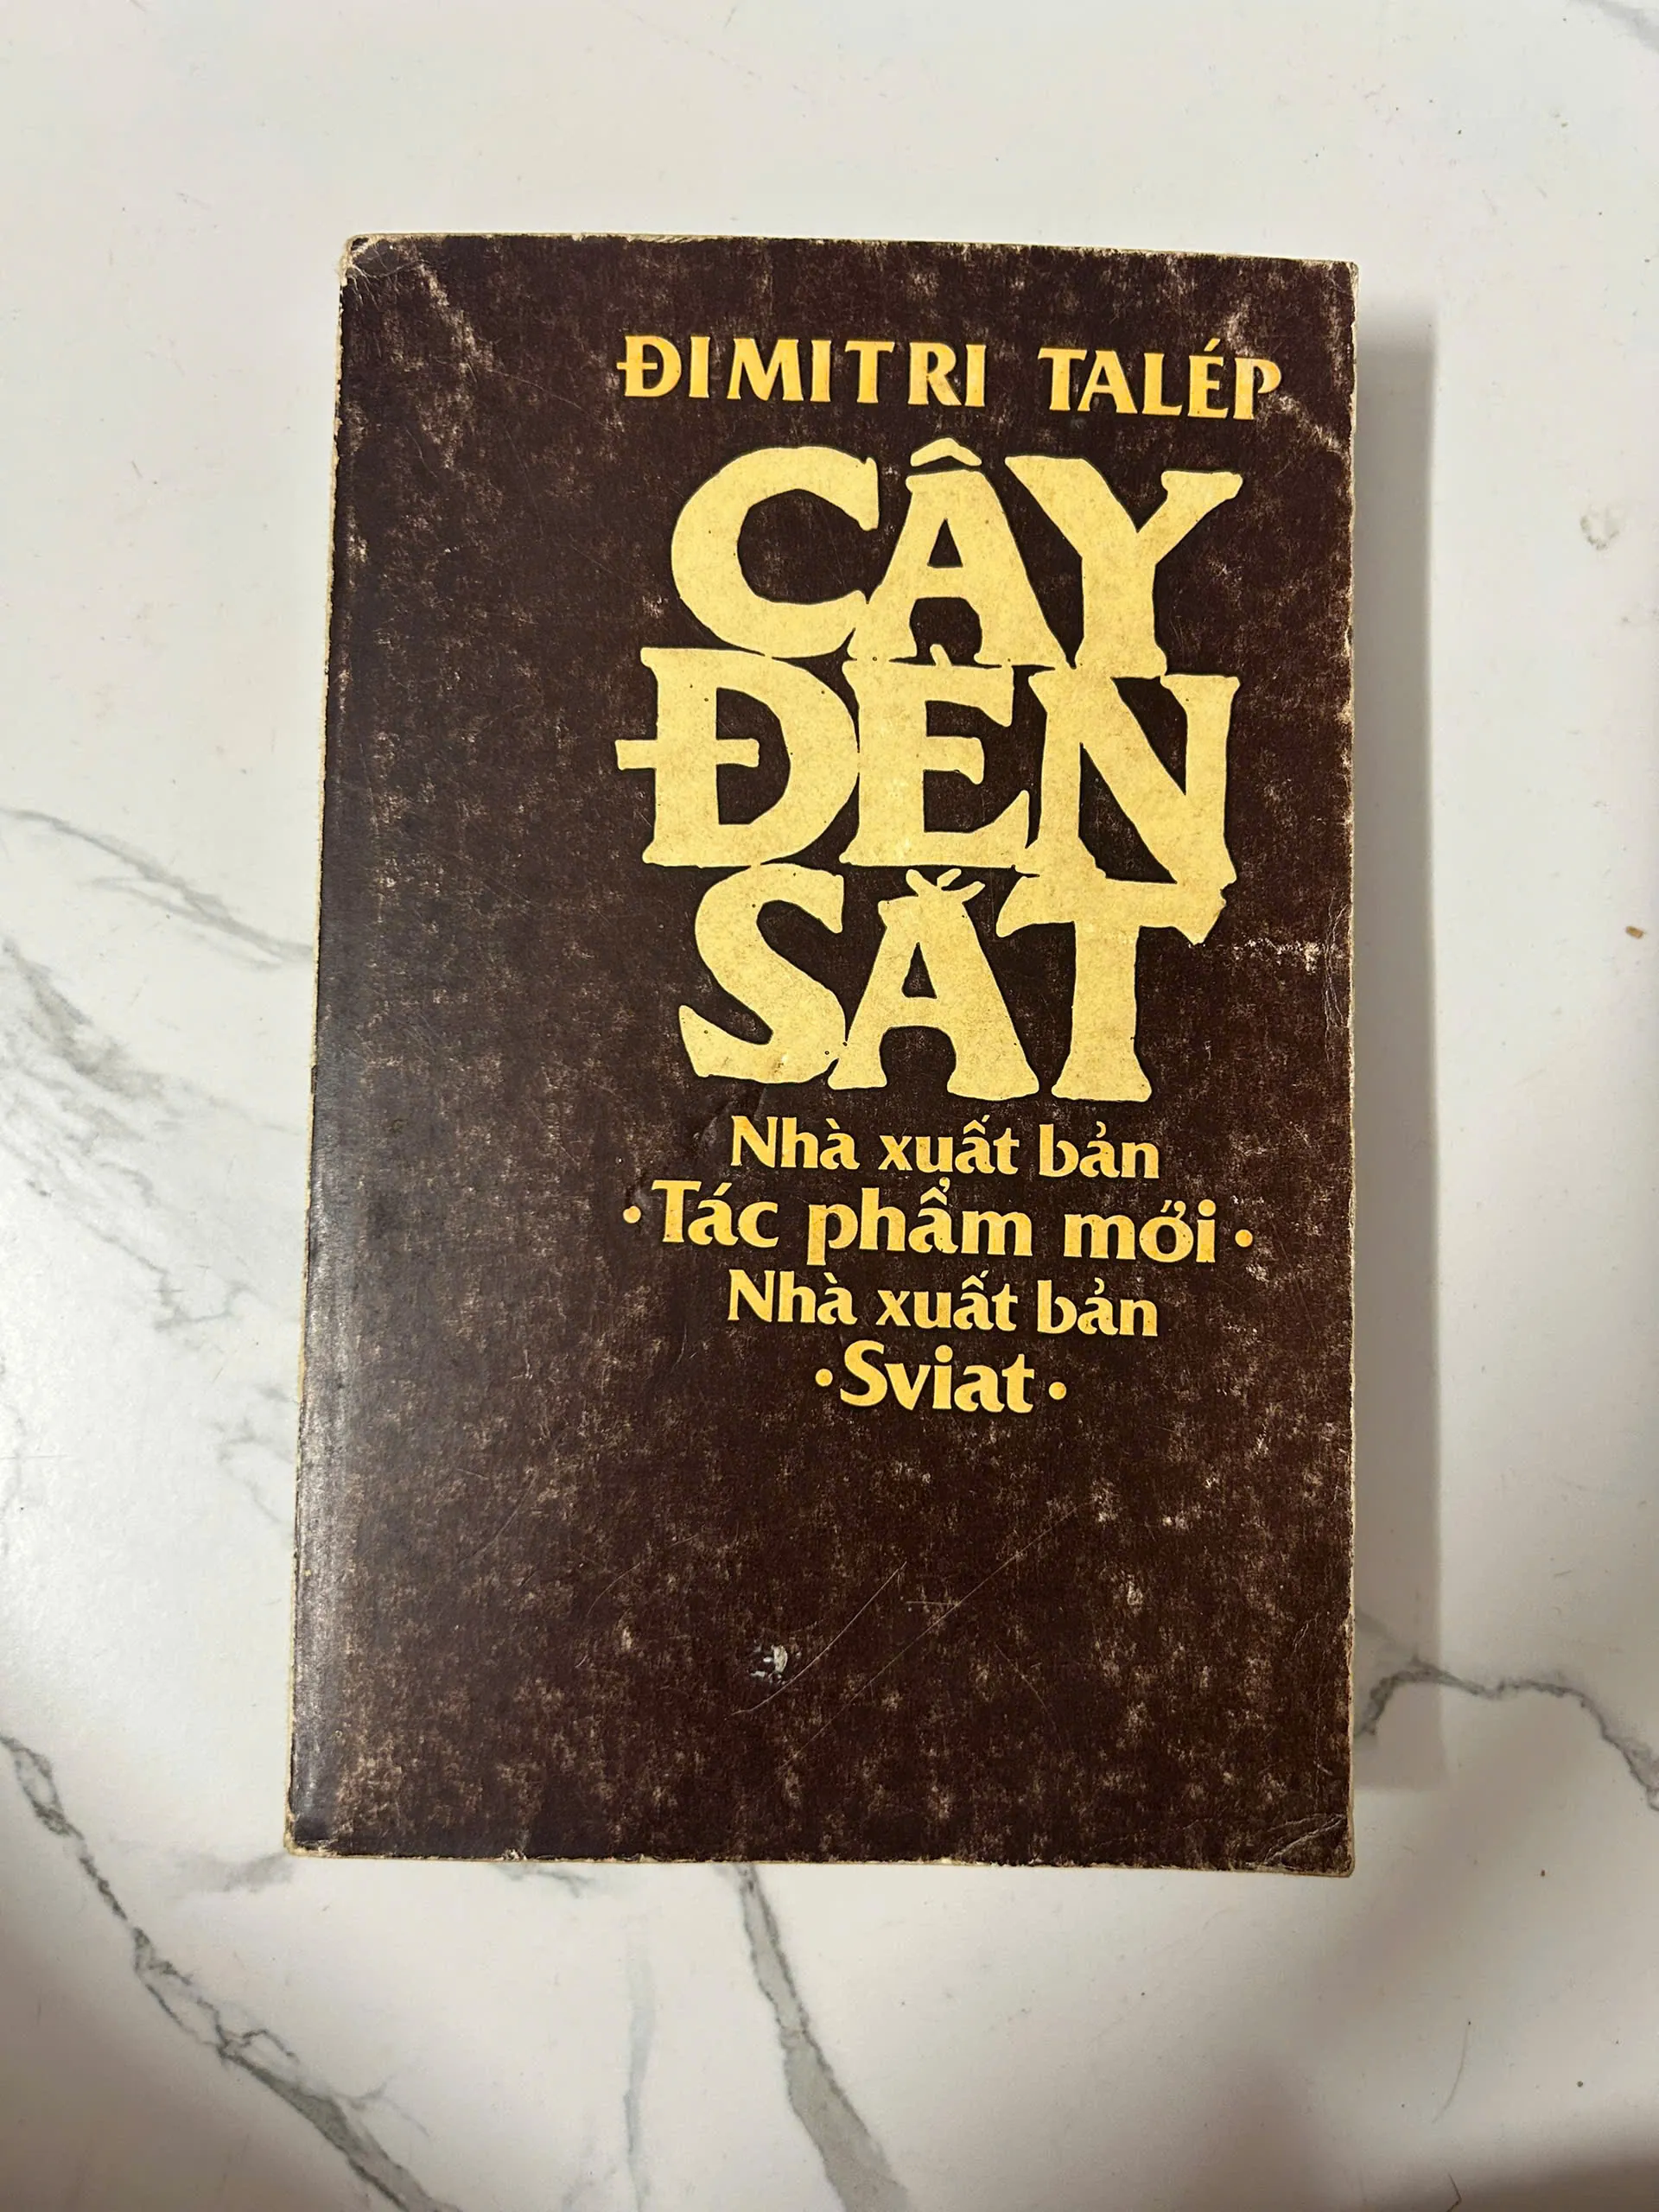 ĐIMITRI TALÉP
CÂY
ĐÈN
SẮT
Nhà xuất bản
• Tác phẩm mới •
Nhà xuất bản
• Sviat •